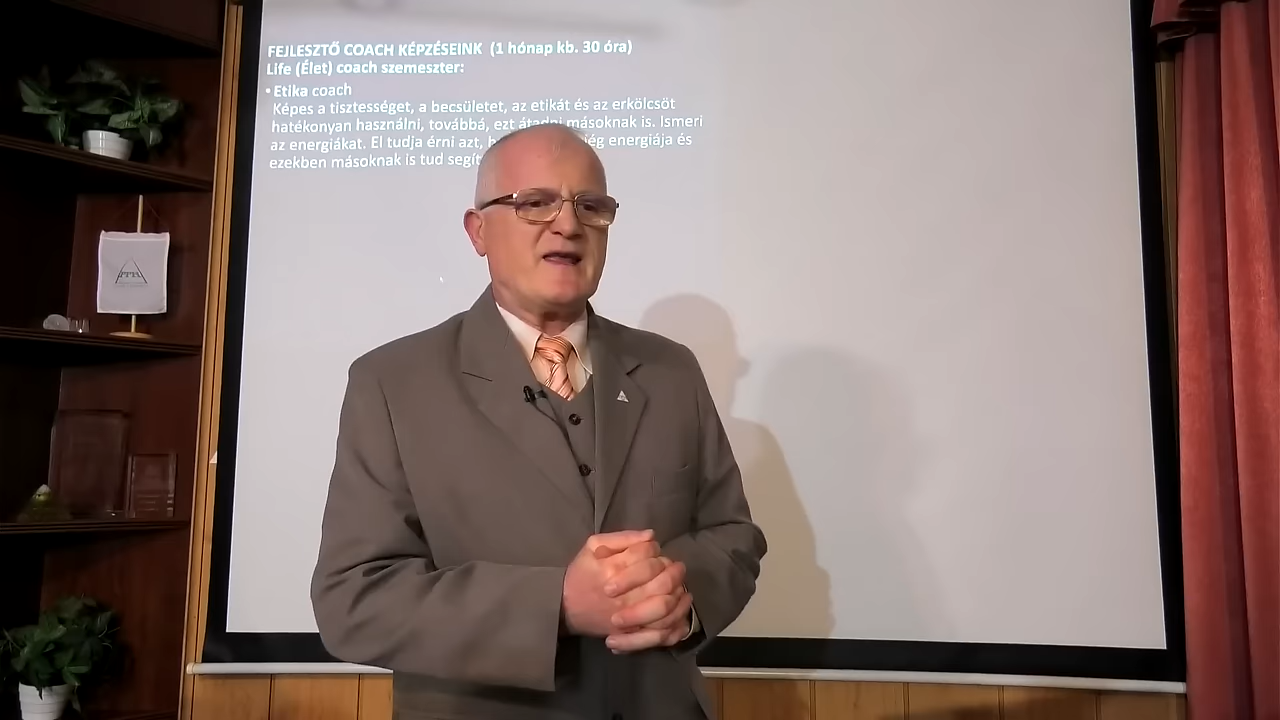 FEJLESZTŐ COACH KÉPZÉSEINK (1 hónap kb. 30 óra)
Life (Élet) coach szemeszter:
• Etika coach
Képes a tisztességet, a becsületet, az etikát és az erkölcsöt
hatékonyan használni, továbbá, ezt átadni másoknak is. Ismeri
az energiákat. El tudja érni azt, energiája és
ezekben másoknak is tud